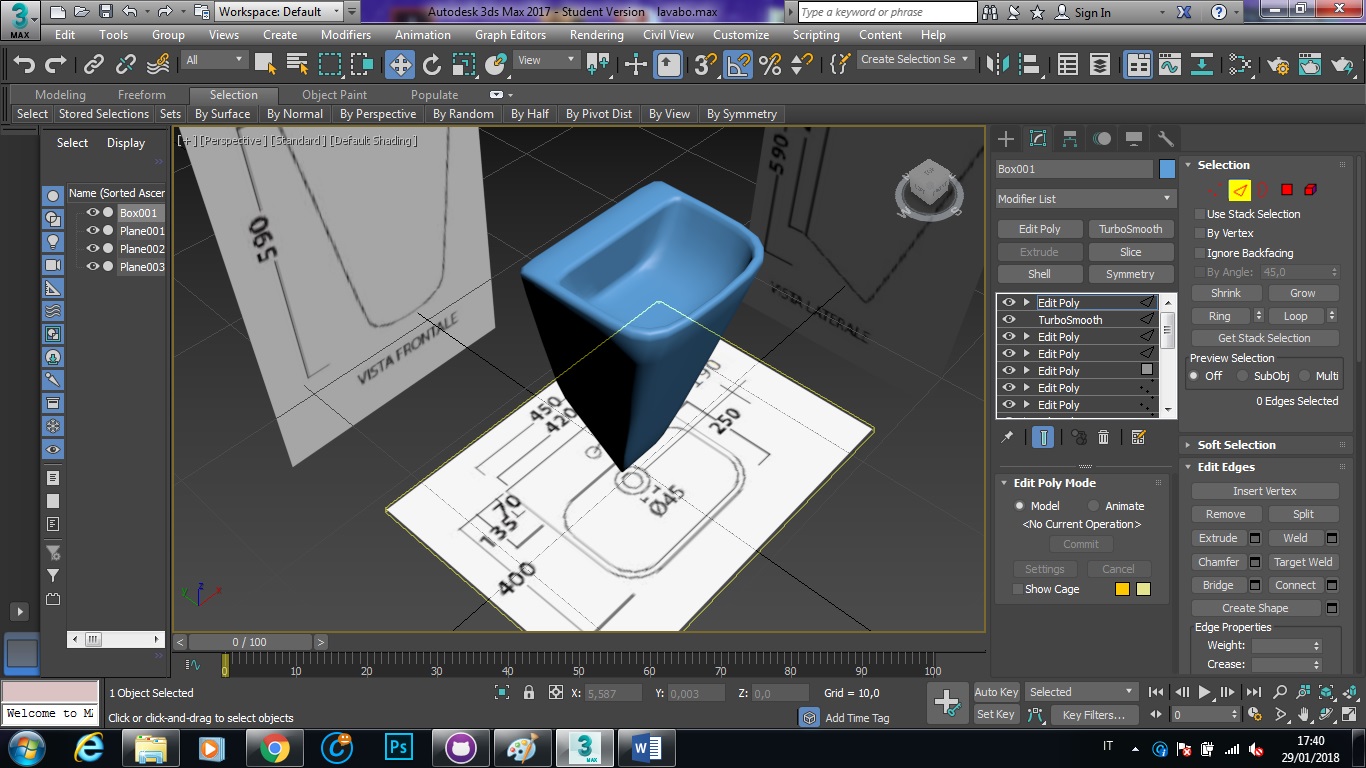 3
MAX
Workspace: Default
Autodesk 3ds Max 2017 - Student Version lavabo.max
Type a keyword or phrase
Sign In
Edit Tools Group Views Create Modifiers Animation Graph Editors Rendering Civil View Customize Scripting Content Help
All
View
Create Selection Se
Modeling Freeform Selection Object Paint Populate
Select Stored Selections Sets By Surface By Normal By Perspective By Random By Half By Pivot Dist By View By Symmetry
Select Display
Name (Sorted Ascen
Box001
Plane001
Plane002
Plane003
[ + ] [Perspective ] [Standard ] [Default Shading ]
590
VISTA FRONTALE
590
VISTA LATERALE
450
420
190
250
70
135
Ø45
400
z
x
y
Box001
Modifier List
Edit Poly TurboSmooth
Extrude Slice
Shell Symmetry
Edit Poly
TurboSmooth
Edit Poly
Edit Poly
Edit Poly
Edit Poly
Edit Poly
Edit Poly Mode
Model Animate
<No Current Operation>
Commit
Settings Cancel
Show Cage
Selection
Use Stack Selection
By Vertex
Ignore Backfacing
By Angle: 45,0
Shrink Grow
Ring Loop
Get Stack Selection
Preview Selection
Off SubObj Multi
0 Edges Selected
Soft Selection
Edit Edges
Insert Vertex
Remove Split
Extrude Weld
Chamfer Target Weld
Bridge Connect
Create Shape
Edge Properties
Weight:
Crease:
< 0 / 100 >
0 10 20 30 40 50 60 70 80 90 100
Welcome to MA
1 Object Selected
Click or click-and-drag to select objects
X: 5,587 Y: 0,003 Z: 0,0 Grid = 10,0
Add Time Tag
Auto Key Selected
Set Key Key Filters...
0
Ps
3
MAX
W
IT
17:40
29/01/2018